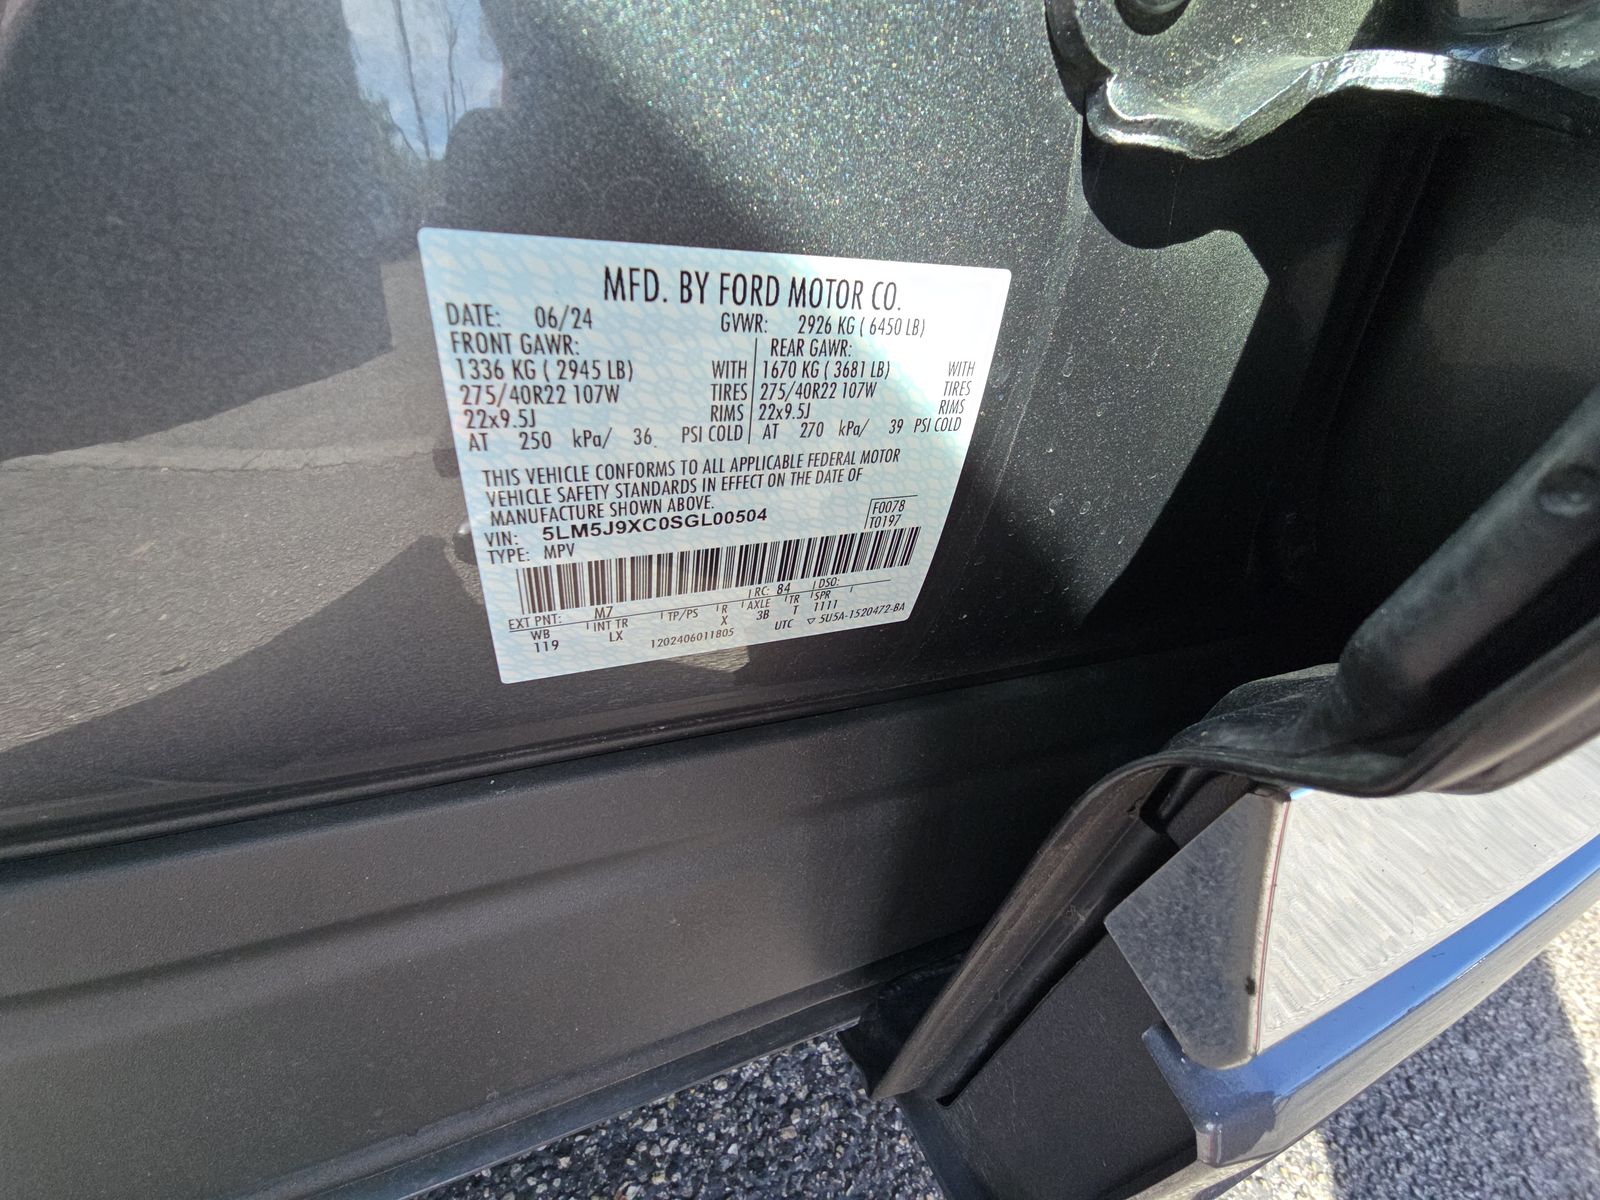 MFD. BY FORD MOTOR CO.
DATE: 06/24 GVWR: 2926 KG ( 6450 LB)
FRONT GAWR: REAR GAWR:
1336 KG ( 2945 LB) WITH 1670 KG ( 3681 LB) WITH
275/40R22 107W TIRES 275/40R22 107W TIRES
22x9.5J RIMS 22x9.5J RIMS
AT 250 kPa/ 36 PSI COLD AT 270 kPa/ 39 PSI COLD
THIS VEHICLE CONFORMS TO ALL APPLICABLE FEDERAL MOTOR
VEHICLE SAFETY STANDARDS IN EFFECT ON THE DATE OF
MANUFACTURE SHOWN ABOVE.
F0078
VIN: 5LM5J9XC0SGL00504 T0197
TYPE: MPV
EXT PNT: M7 RC: 84 DSO:
WB INT TR TP/PS R AXLE TR SPR
119 LX X 3B T 1111
1202406011805 UTC ▽ 5U5A-1520472-BA